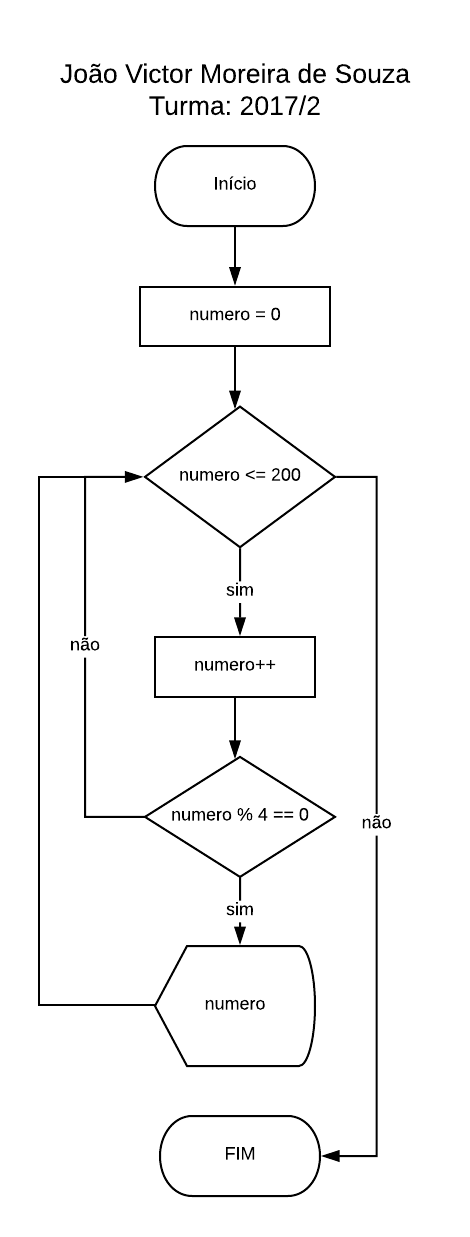 João Victor Moreira de Souza
Turma: 2017/2
Início
numero = 0
numero <= 200
sim
não
numero++
numero % 4 == 0
não
sim
numero
FIM